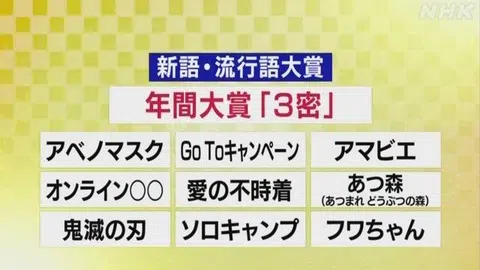 NHK
新語・流行語大賞
年間大賞「3密」
アベノマスク
Go Toキャンペーン
アマビエ
オンライン○○
愛の不時着
あつ森
(あつまれ どうぶつの森)
鬼滅の刃
ソロキャンプ
フワちゃん